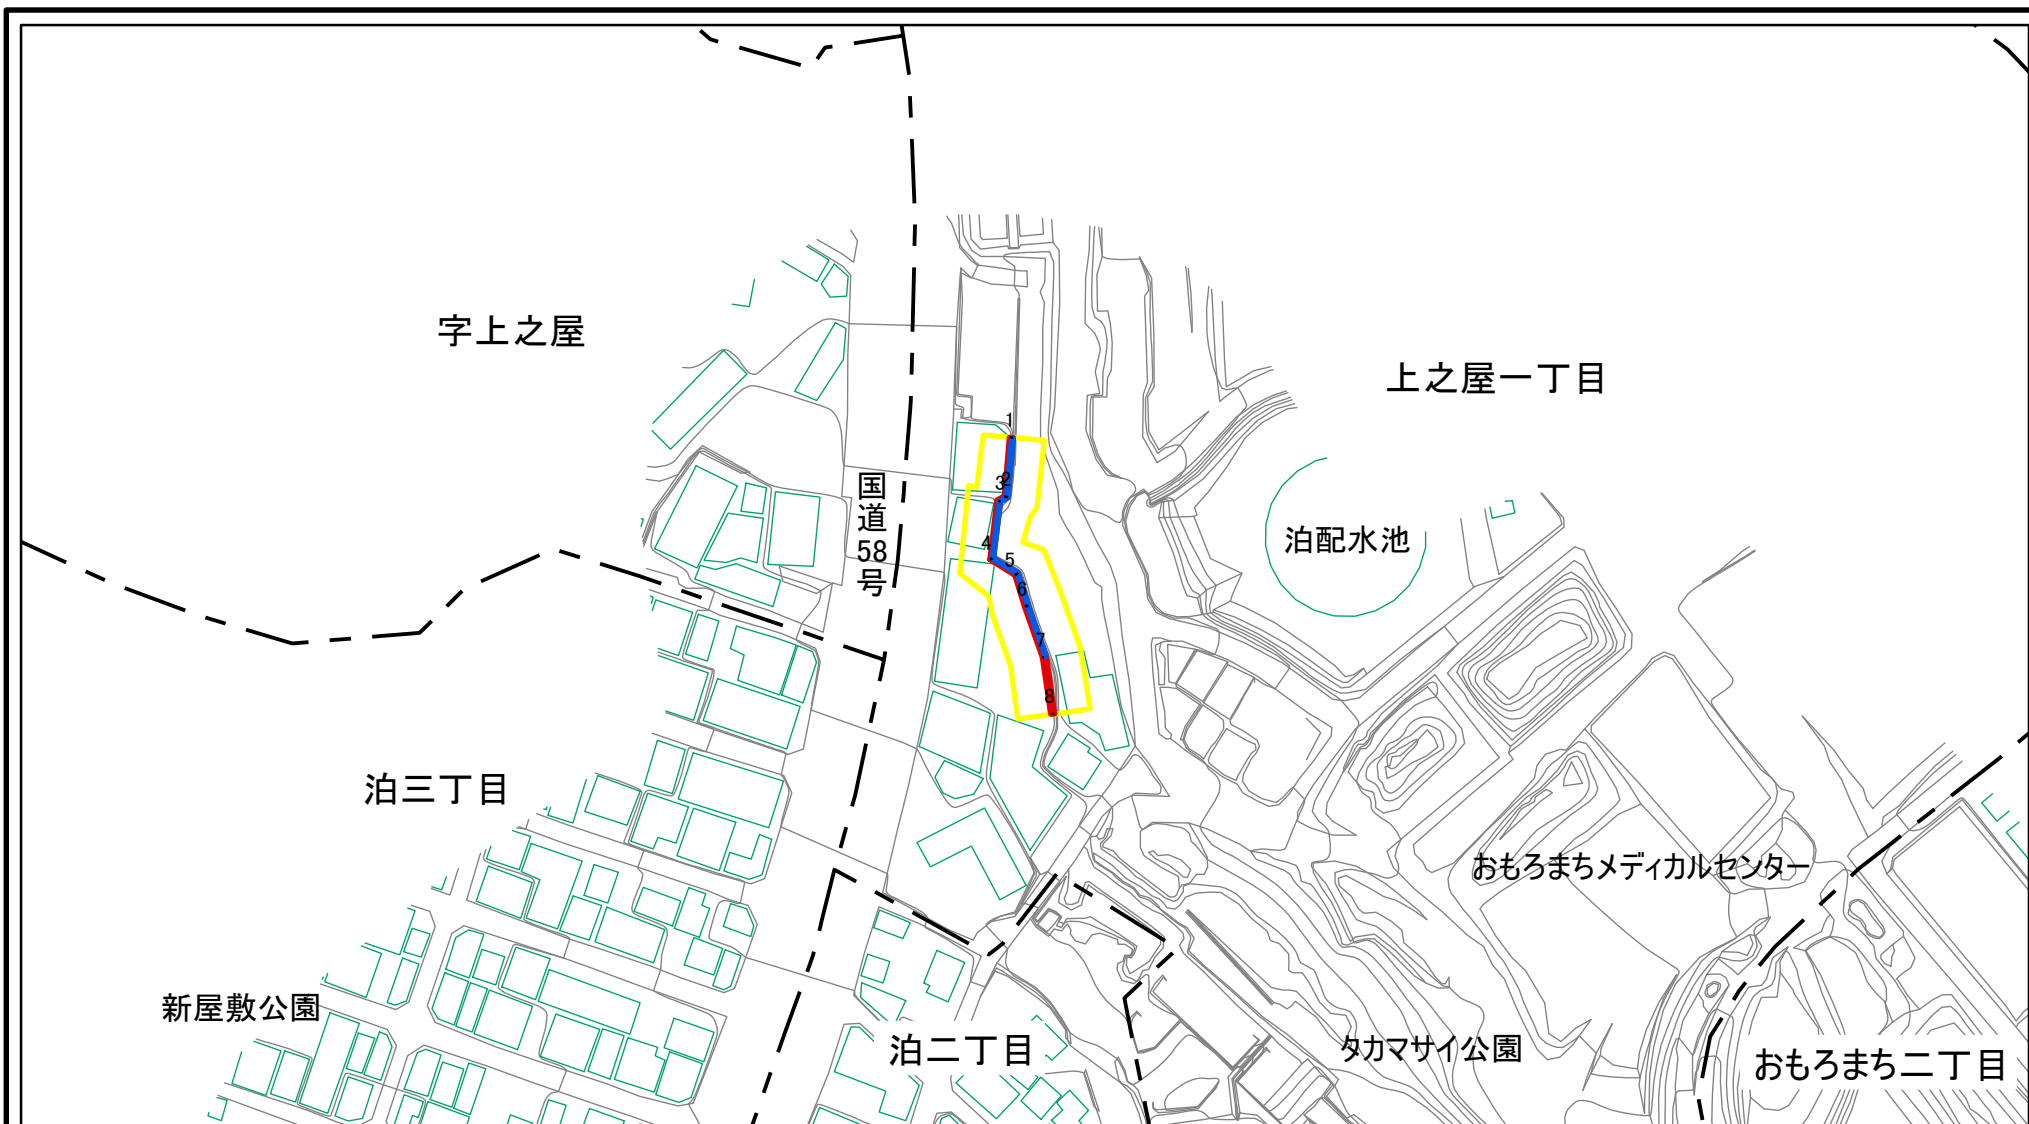 字上之屋
上之屋一丁目
1
2
3
国道58号
泊配水池
4
5
6
7
8
泊三丁目
おもろまちメディカルセンター
新屋敷公園
泊二丁目
タカマサイ公園
おもろまち二丁目